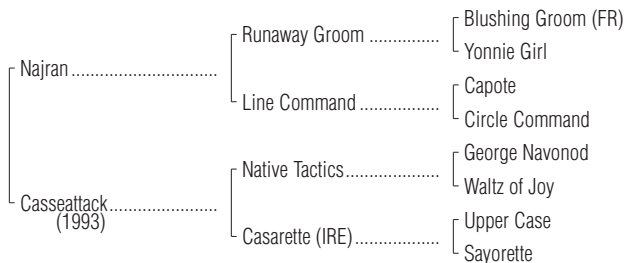 Blushing Groom (FR)
Runaway Groom ................
Yonnie Girl
Najran .................................
Capote
Line Command ..................
Circle Command
George Navonod
Native Tactics.....................
Waltz of Joy
Casseattack........................
(1993)
Upper Case
Casarette (IRE)...................
Sayorette